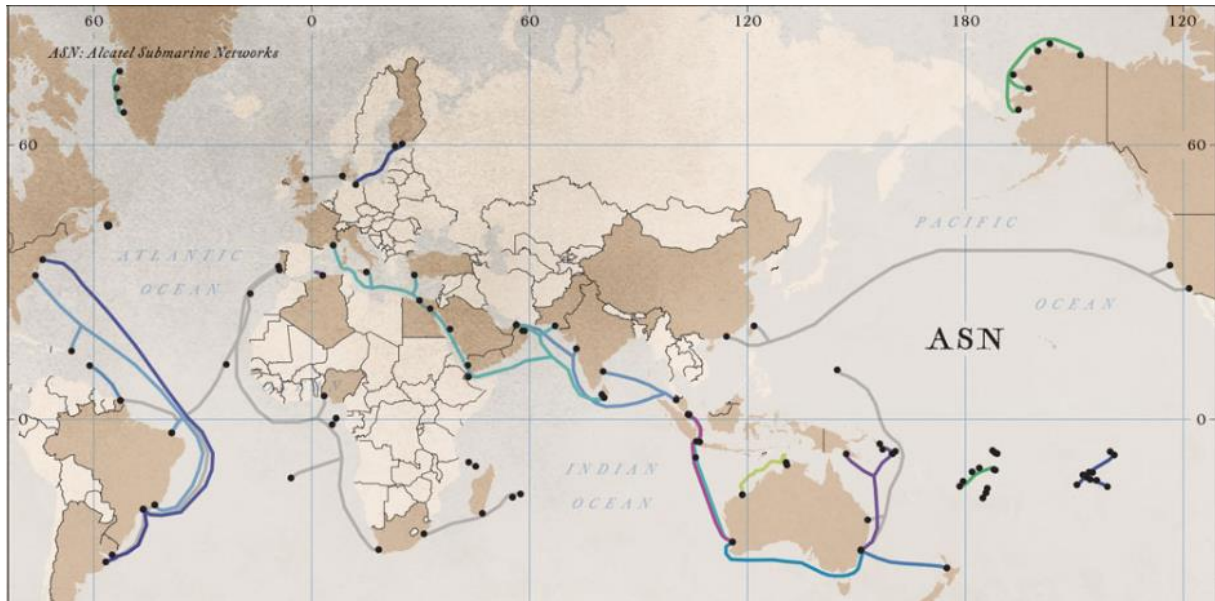 60 0 60 120 180 120
ASN: Alcatel Submarine Networks
60 60
PACIFIC
ATLANTIC
OCEAN
OCEAN
ASN
0 0
INDIAN
OCEAN